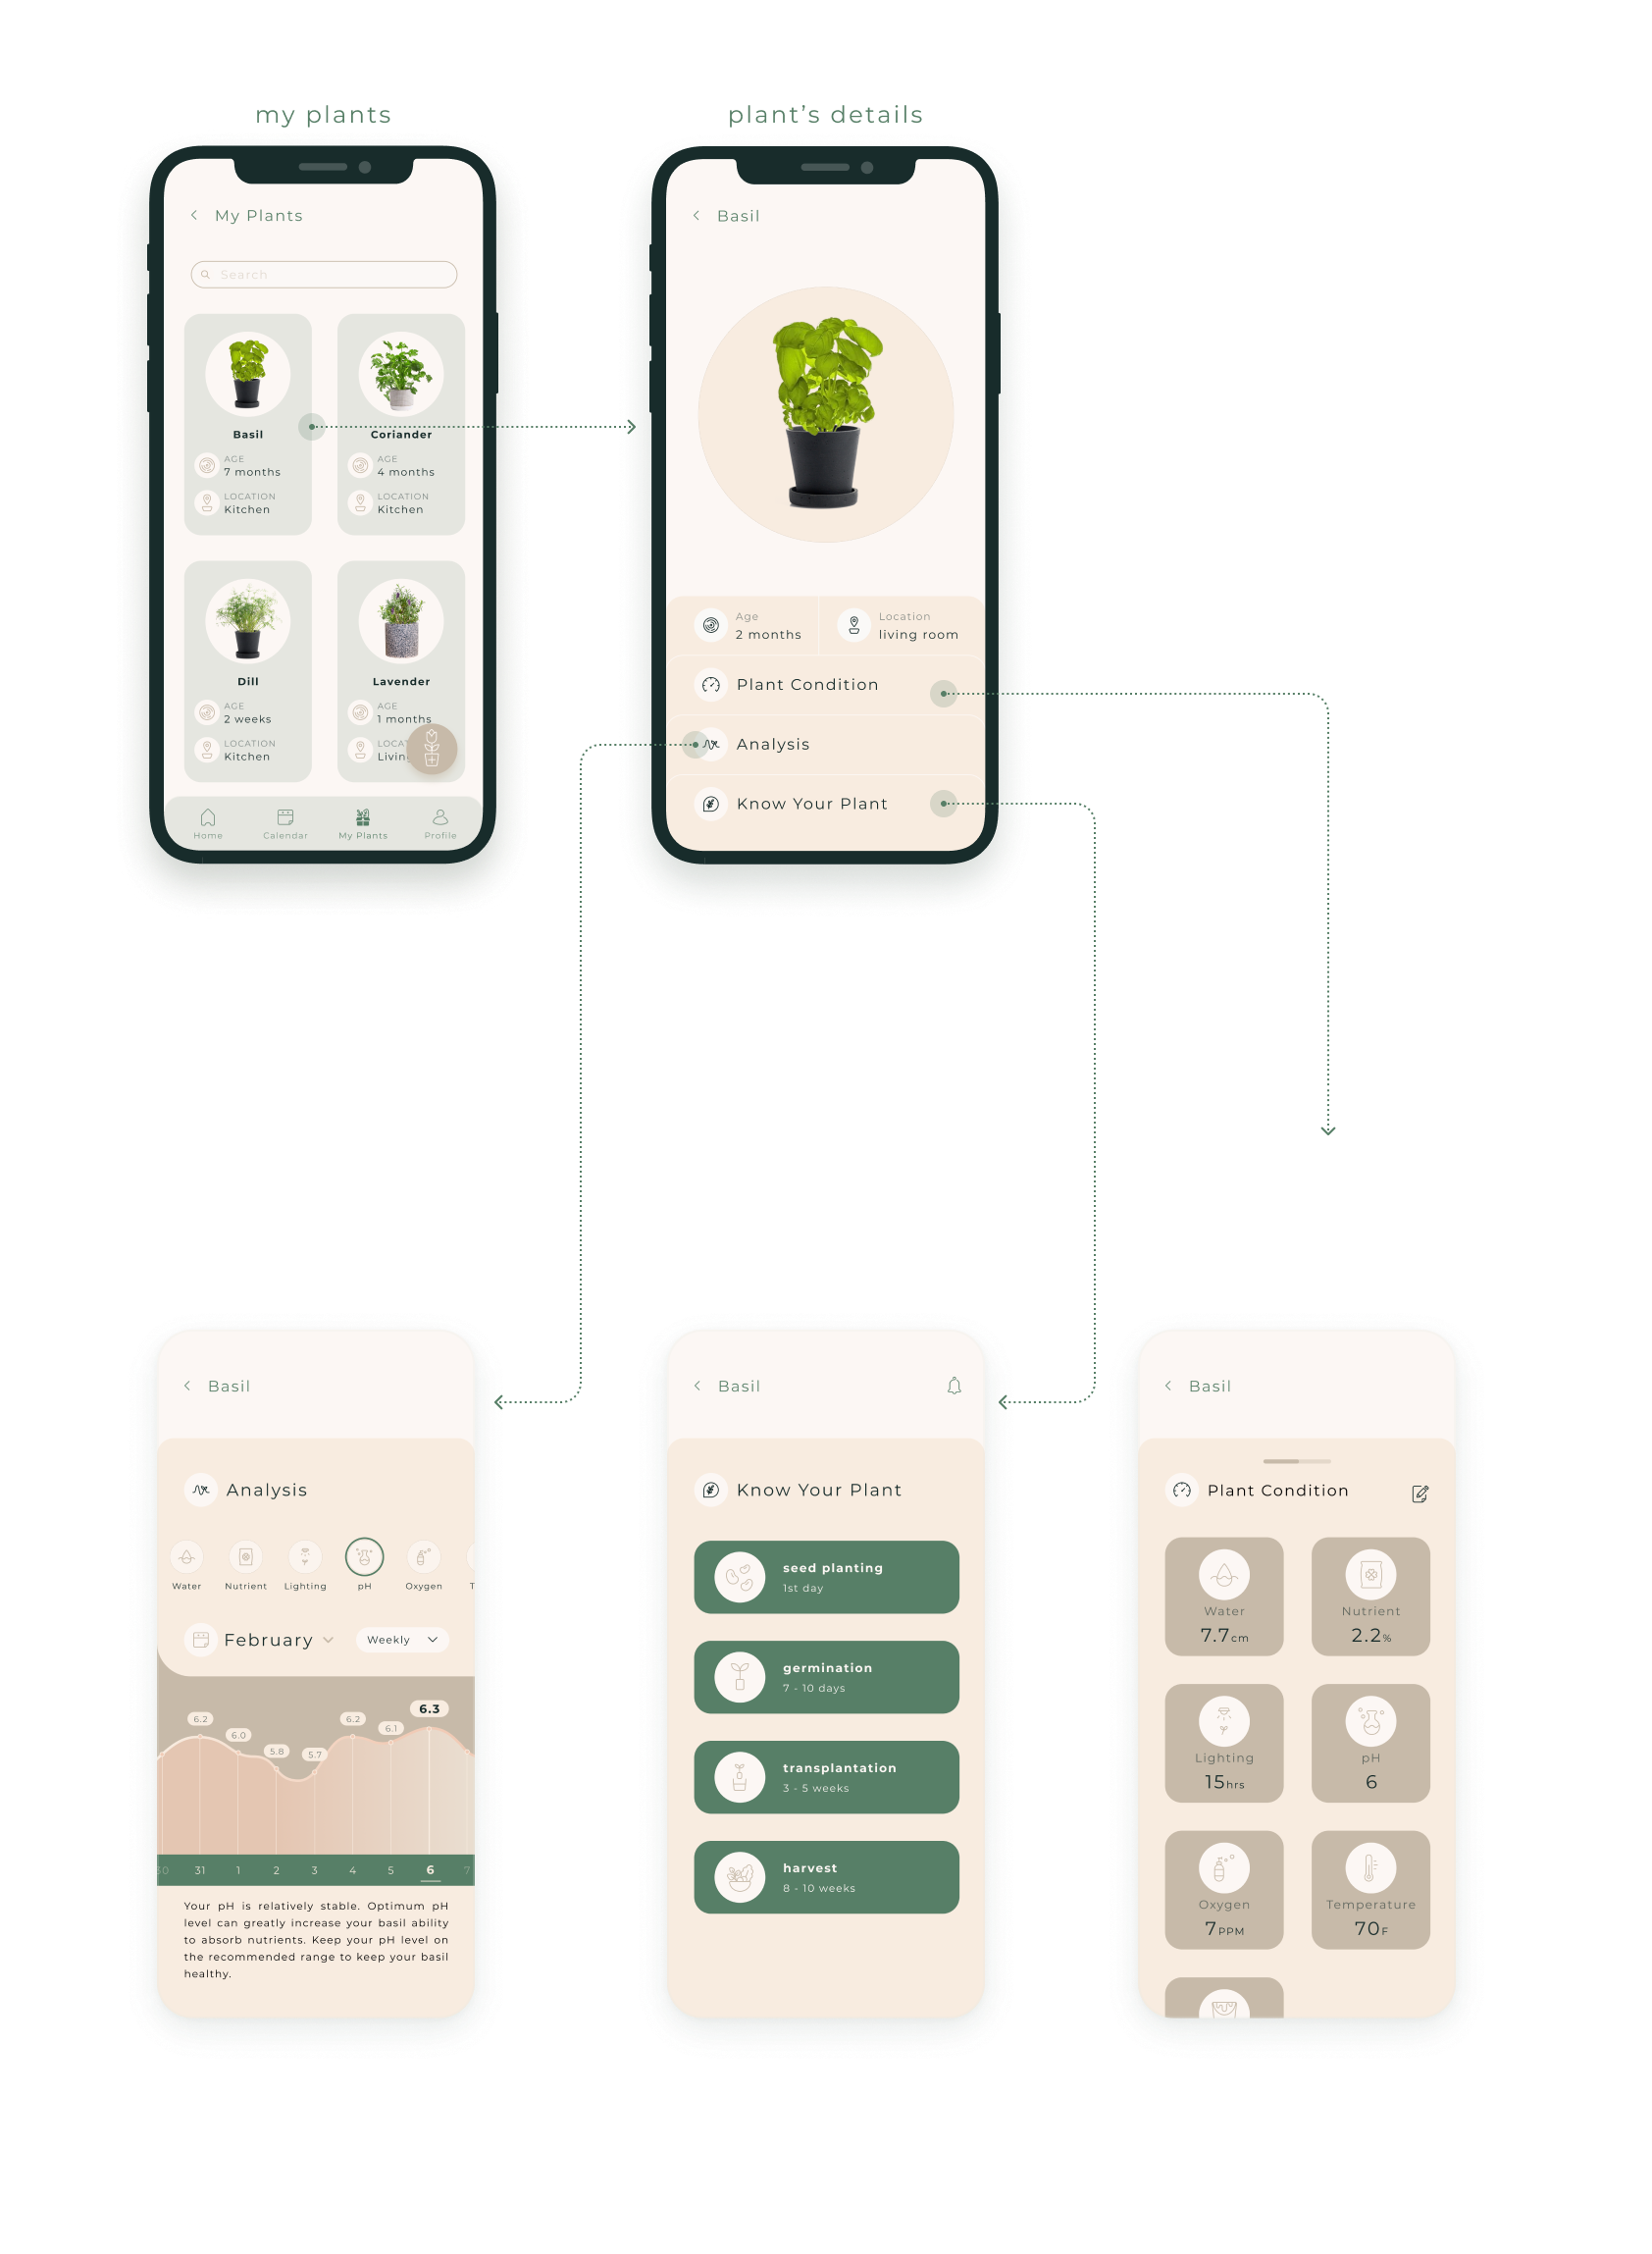 my plants
My Plants
Search
Basil
AGE
7 months
LOCATION
Kitchen
Coriander
AGE
4 months
LOCATION
Kitchen
Dill
AGE
2 weeks
LOCATION
Kitchen
Lavender
AGE
1 months
Home
Calendar
My Plants
Profile
plant's details
Basil
Age
2 months
Location
living room
Plant Condition
Analysis
Know Your Plant
Basil
Analysis
Water
Nutrient
Lighting
pH
Oxygen
T
February
Weekly
6.2
6.0
5.8
5.7
6.2
6.1
6.3
30 31 1 2 3 4 5 6 7
Your pH is relatively stable. Optimum pH
level can greatly increase your basil ability
to absorb nutrients. Keep your pH level on
the recommended range to keep your basil
healthy.
Basil
Know Your Plant
seed planting
1st day
germination
7 - 10 days
transplantation
3 - 5 weeks
harvest
8 - 10 weeks
Basil
Plant Condition
Water
7.7cm
Nutrient
2.2%
Lighting
15hrs
pH
6
Oxygen
7PPM
Temperature
70F